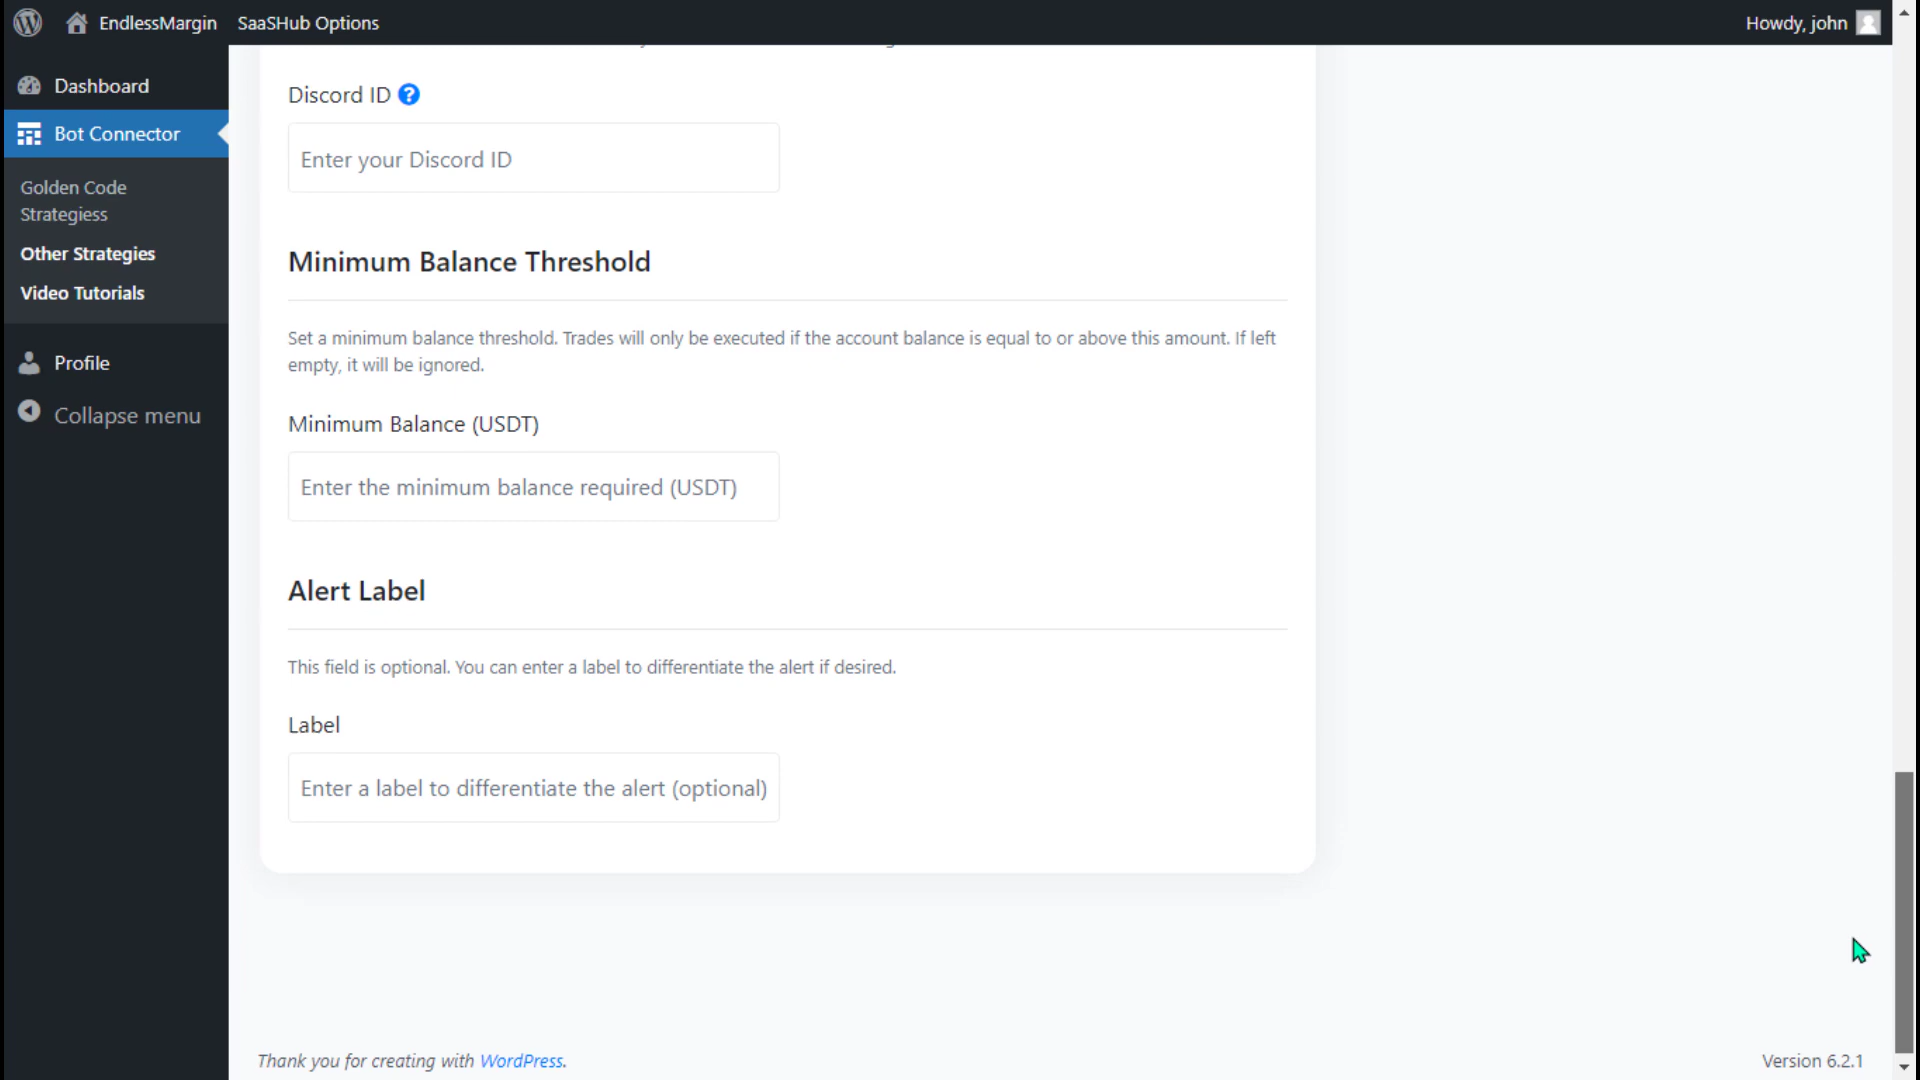 EndlessMargin
SaaSHub Options
Howdy, john
Dashboard
Bot Connector
Golden Code
Strategiess
Other Strategies
Video Tutorials
Profile
Collapse menu
Discord ID ?
Enter your Discord ID
Minimum Balance Threshold
Set a minimum balance threshold. Trades will only be executed if the account balance is equal to or above this amount. If left
empty, it will be ignored.
Minimum Balance (USDT)
Enter the minimum balance required (USDT)
Alert Label
This field is optional. You can enter a label to differentiate the alert if desired.
Label
Enter a label to differentiate the alert (optional)
Thank you for creating with WordPress.
Version 6.2.1